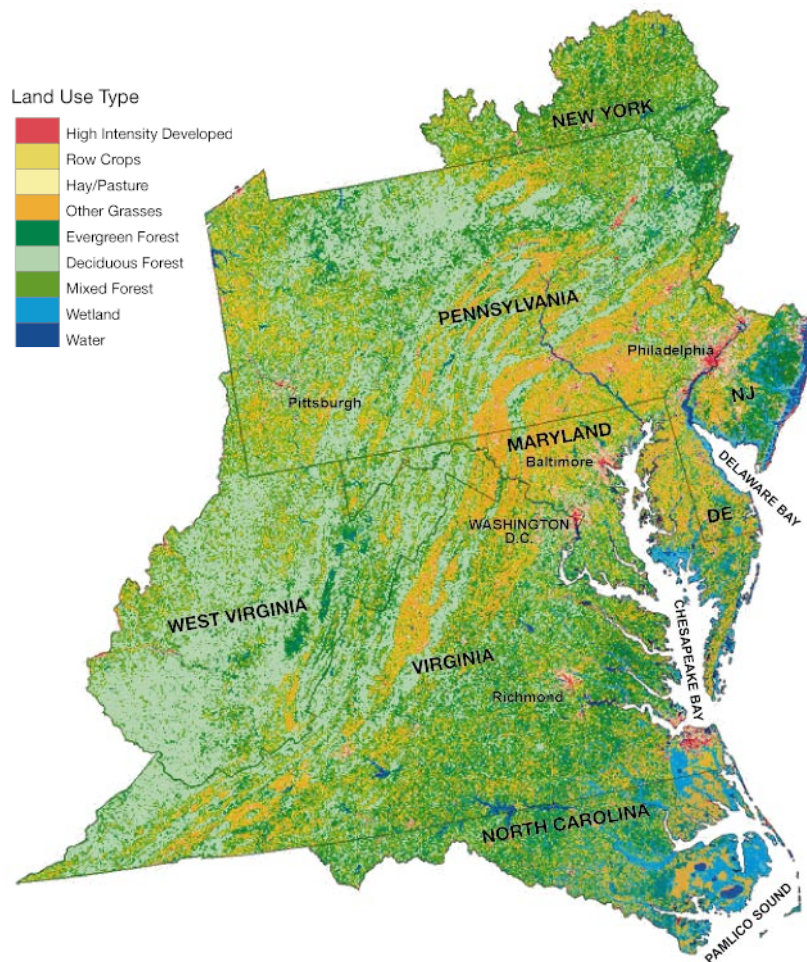 Land Use Type
High Intensity Developed
Row Crops
Hay/Pasture
Other Grasses
Evergreen Forest
Deciduous Forest
Mixed Forest
Wetland
Water
NEW YORK
PENNSYLVANIA
Philadelphia
Pittsburgh
NJ
MARYLAND
Baltimore
DELAWARE BAY
WASHINGTON
D.C.
DE
WEST VIRGINIA
CHESAPEAKE BAY
VIRGINIA
Richmond
NORTH CAROLINA
PAMLICO SOUND